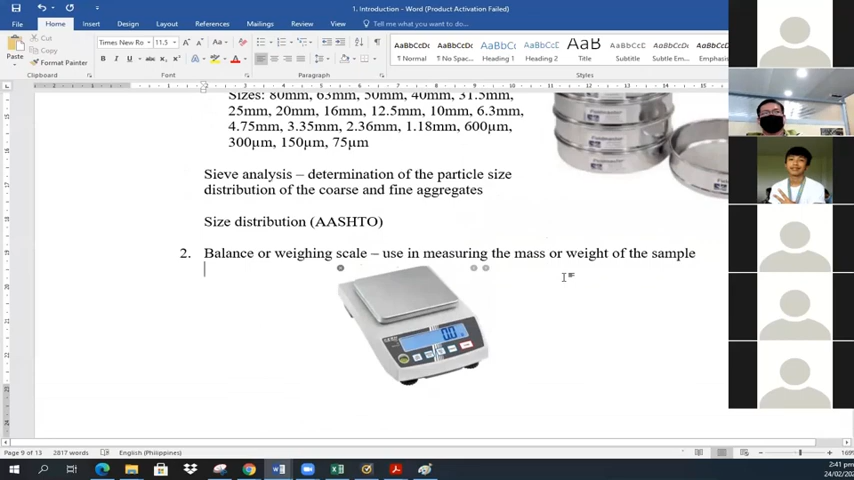 1. Introduction - Word (Product Activation Failed)
File Home Insert Design Layout References Mailings Review View Tell me what you want to do...
Paste
Cut
Copy
Format Painter
Clipboard
Times New Ro 11.5
Font
Paragraph
AaBbCcDc AaBbCcDc AaBbCc AaBbCcDc AaB AaBbCcDc AaBbCcDc AaBbCcDc
¶ Normal ¶ No Spac... Heading 1 Heading 2 Title Subtitle Subtle Em... Emphasis
Styles
Sizes: 80mm, 63mm, 50mm, 40mm, 31.5mm,
25mm, 20mm, 16mm, 12.5mm, 10mm, 6.3mm,
4.75mm, 3.35mm, 2.36mm, 1.18mm, 600µm,
300µm, 150µm, 75µm
Sieve analysis – determination of the particle size
distribution of the coarse and fine aggregates
Size distribution (AASHTO)
2. Balance or weighing scale – use in measuring the mass or weight of the sample
0.0
Page 9 of 13 2817 words English (Philippines) 169%
2:41 pm